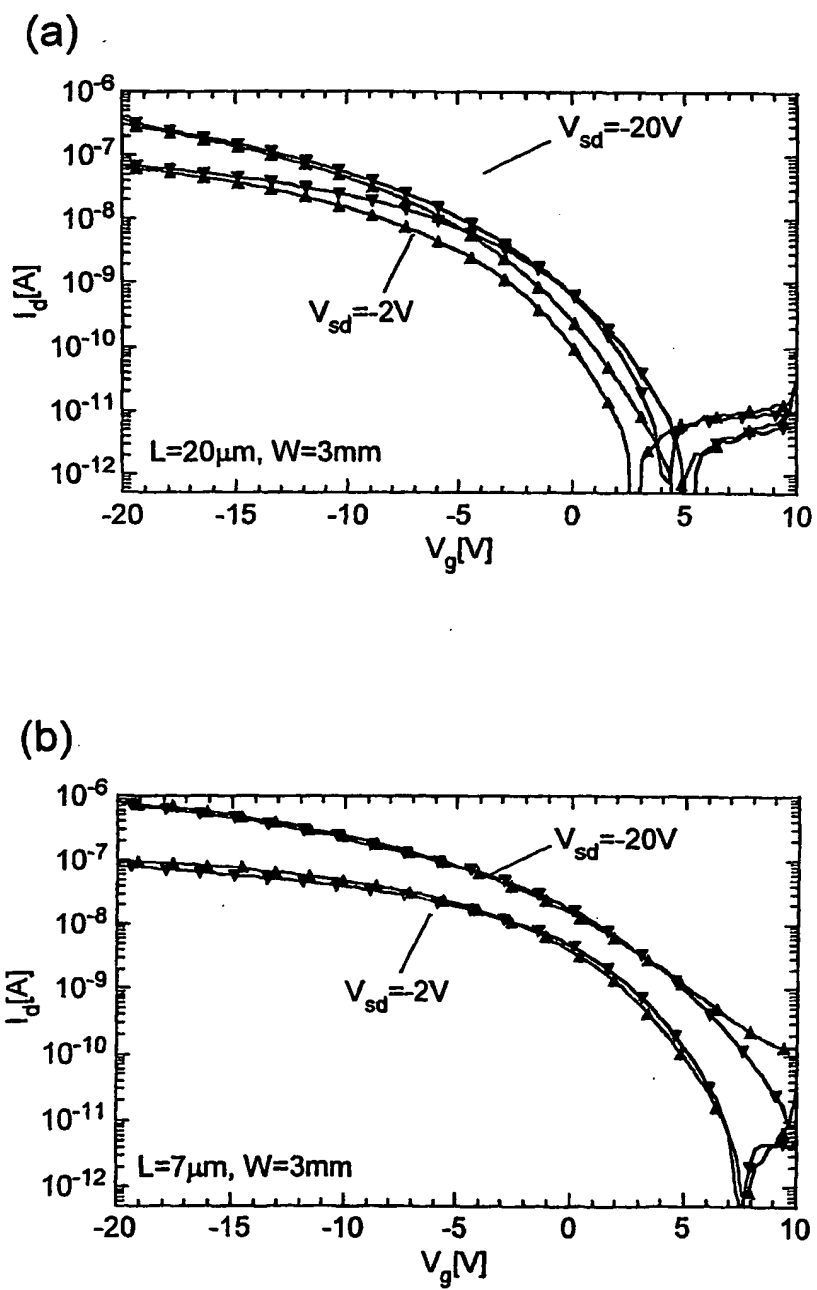 (a)
10⁻⁶
10⁻⁷
10⁻⁸
10⁻⁹
10⁻¹⁰
10⁻¹¹
10⁻¹²
I_d[A]
V_sd=-20V
V_sd=-2V
L=20μm, W=3mm
-20 -15 -10 -5 0 5 10
V_g[V]
(b)
10⁻⁶
10⁻⁷
10⁻⁸
10⁻⁹
10⁻¹⁰
10⁻¹¹
10⁻¹²
I_d[A]
V_sd=-20V
V_sd=-2V
L=7μm, W=3mm
-20 -15 -10 -5 0 5 10
V_g[V]